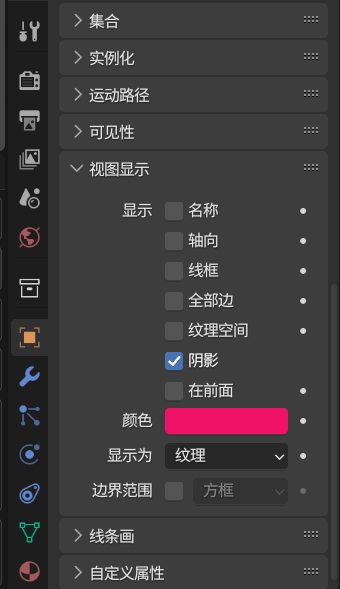 集合
实例化
运动路径
可见性
视图显示
显示 名称
轴向
线框
全部边
纹理空间
阴影
在前面
颜色
显示为 纹理
边界范围 方框
线条画
自定义属性